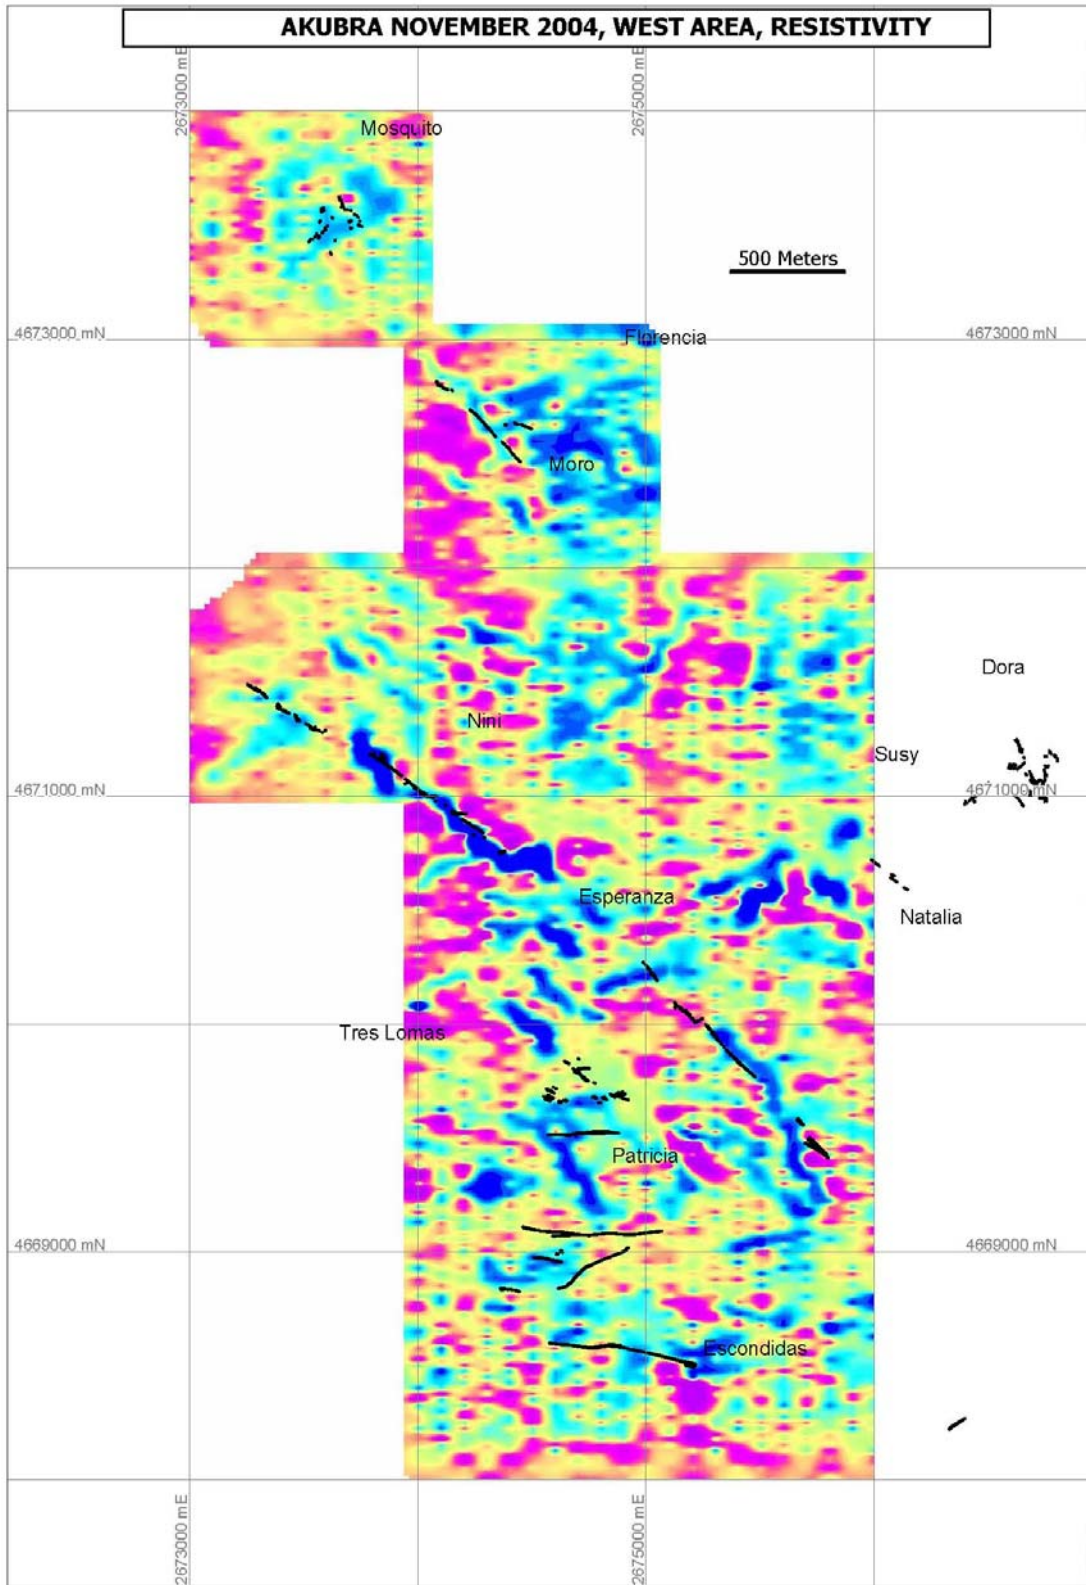 AKUBRA NOVEMBER 2004, WEST AREA, RESISTIVITY
2673000 mE
2675000 mE
Mosquito
500 Meters
4673000 mN
Florencia
4673000 mN
Moro
Dora
Nini
Susy
4671000 mN
4671000 mN
Esperanza
Natalia
Tres Lomas
Patricia
4669000 mN
4669000 mN
Escondidas
2673000 mE
2675000 mE